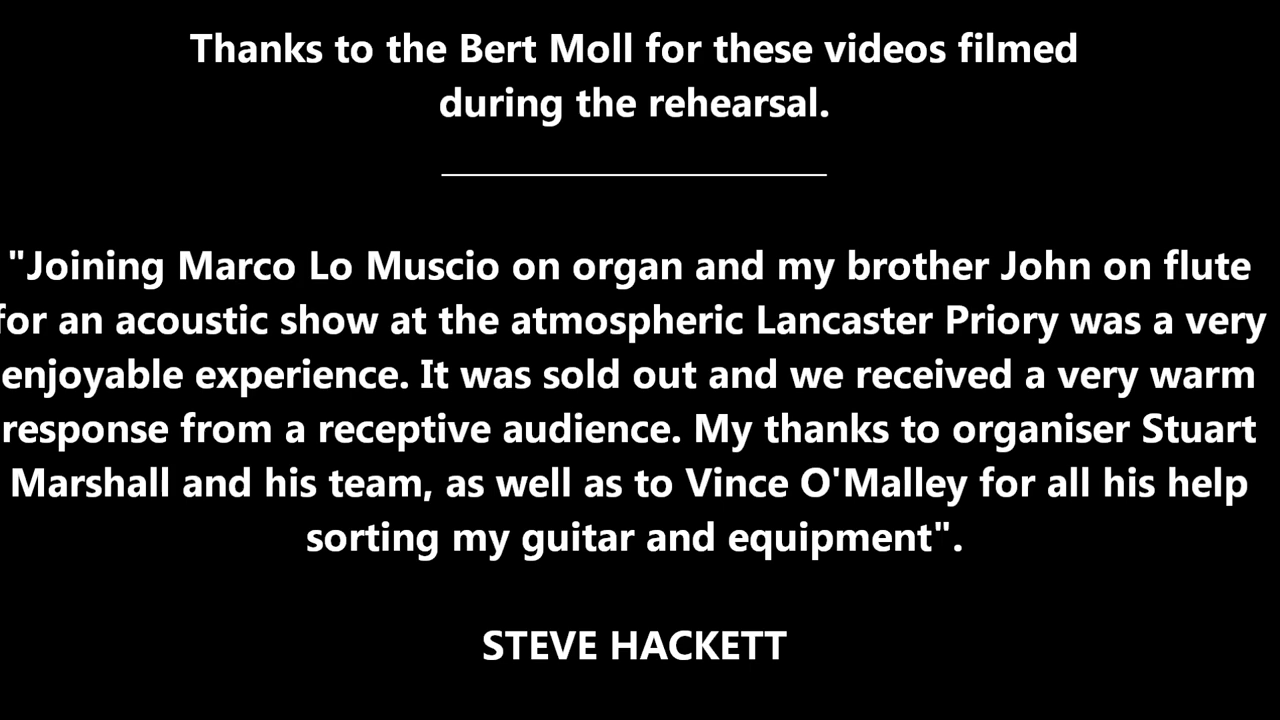 Thanks to the Bert Moll for these videos filmed
during the rehearsal.
"Joining Marco Lo Muscio on organ and my brother John on flute
for an acoustic show at the atmospheric Lancaster Priory was a very
enjoyable experience. It was sold out and we received a very warm
response from a receptive audience. My thanks to organiser Stuart
Marshall and his team, as well as to Vince O'Malley for all his help
sorting my guitar and equipment".
STEVE HACKETT